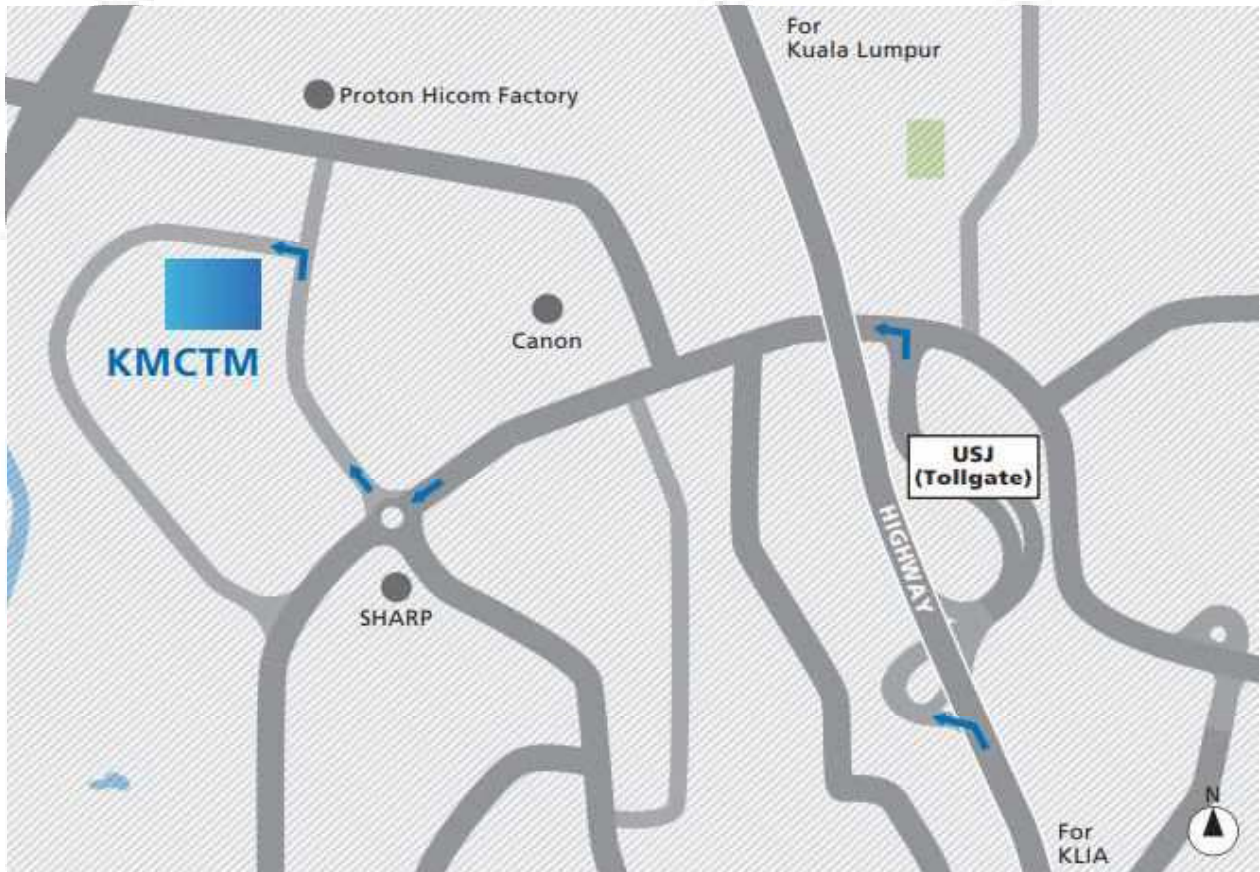 For
Kuala Lumpur
Proton Hicom Factory
Canon
KMCTM
USJ
(Tollgate)
HIGHWAY
SHARP
N
For
KLIA